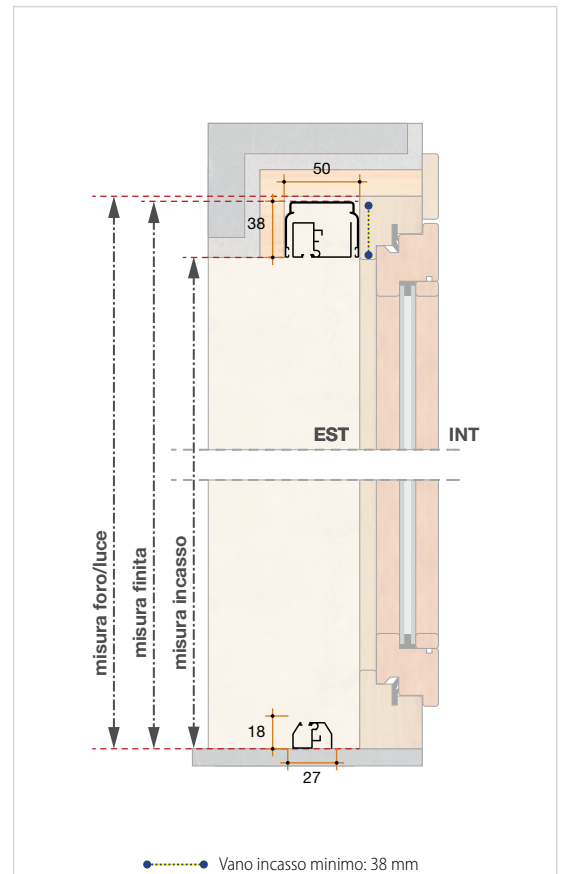 50
38
EST
INT
misura foro/luce
misura finita
misura incasso
18
27
Vano incasso minimo: 38 mm